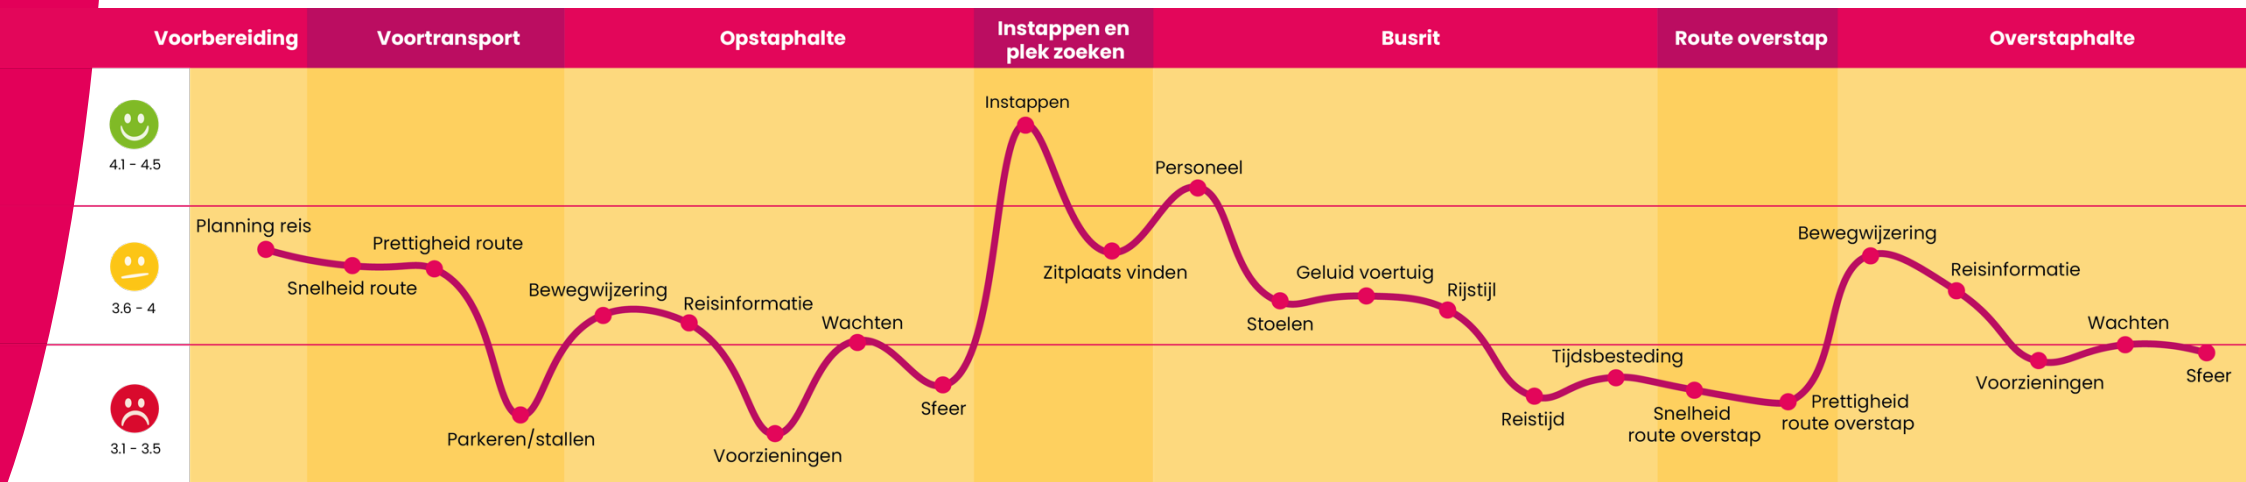 Voorbereiding
Voortransport
Opstaphalte
Instappen en
plek zoeken
Busrit
Route overstap
Overstaphalte
4.1 - 4.5
3.6 - 4
3.1 - 3.5
Planning reis
Snelheid route
Prettigheid route
Parkeren/stallen
Bewegwijzering
Reisinformatie
Voorzieningen
Wachten
Sfeer
Instappen
Zitplaats vinden
Personeel
Stoelen
Geluid voertuig
Rijstijl
Reistijd
Tijdsbesteding
Snelheid
route overstap
Prettigheid
route overstap
Bewegwijzering
Reisinformatie
Voorzieningen
Wachten
Sfeer